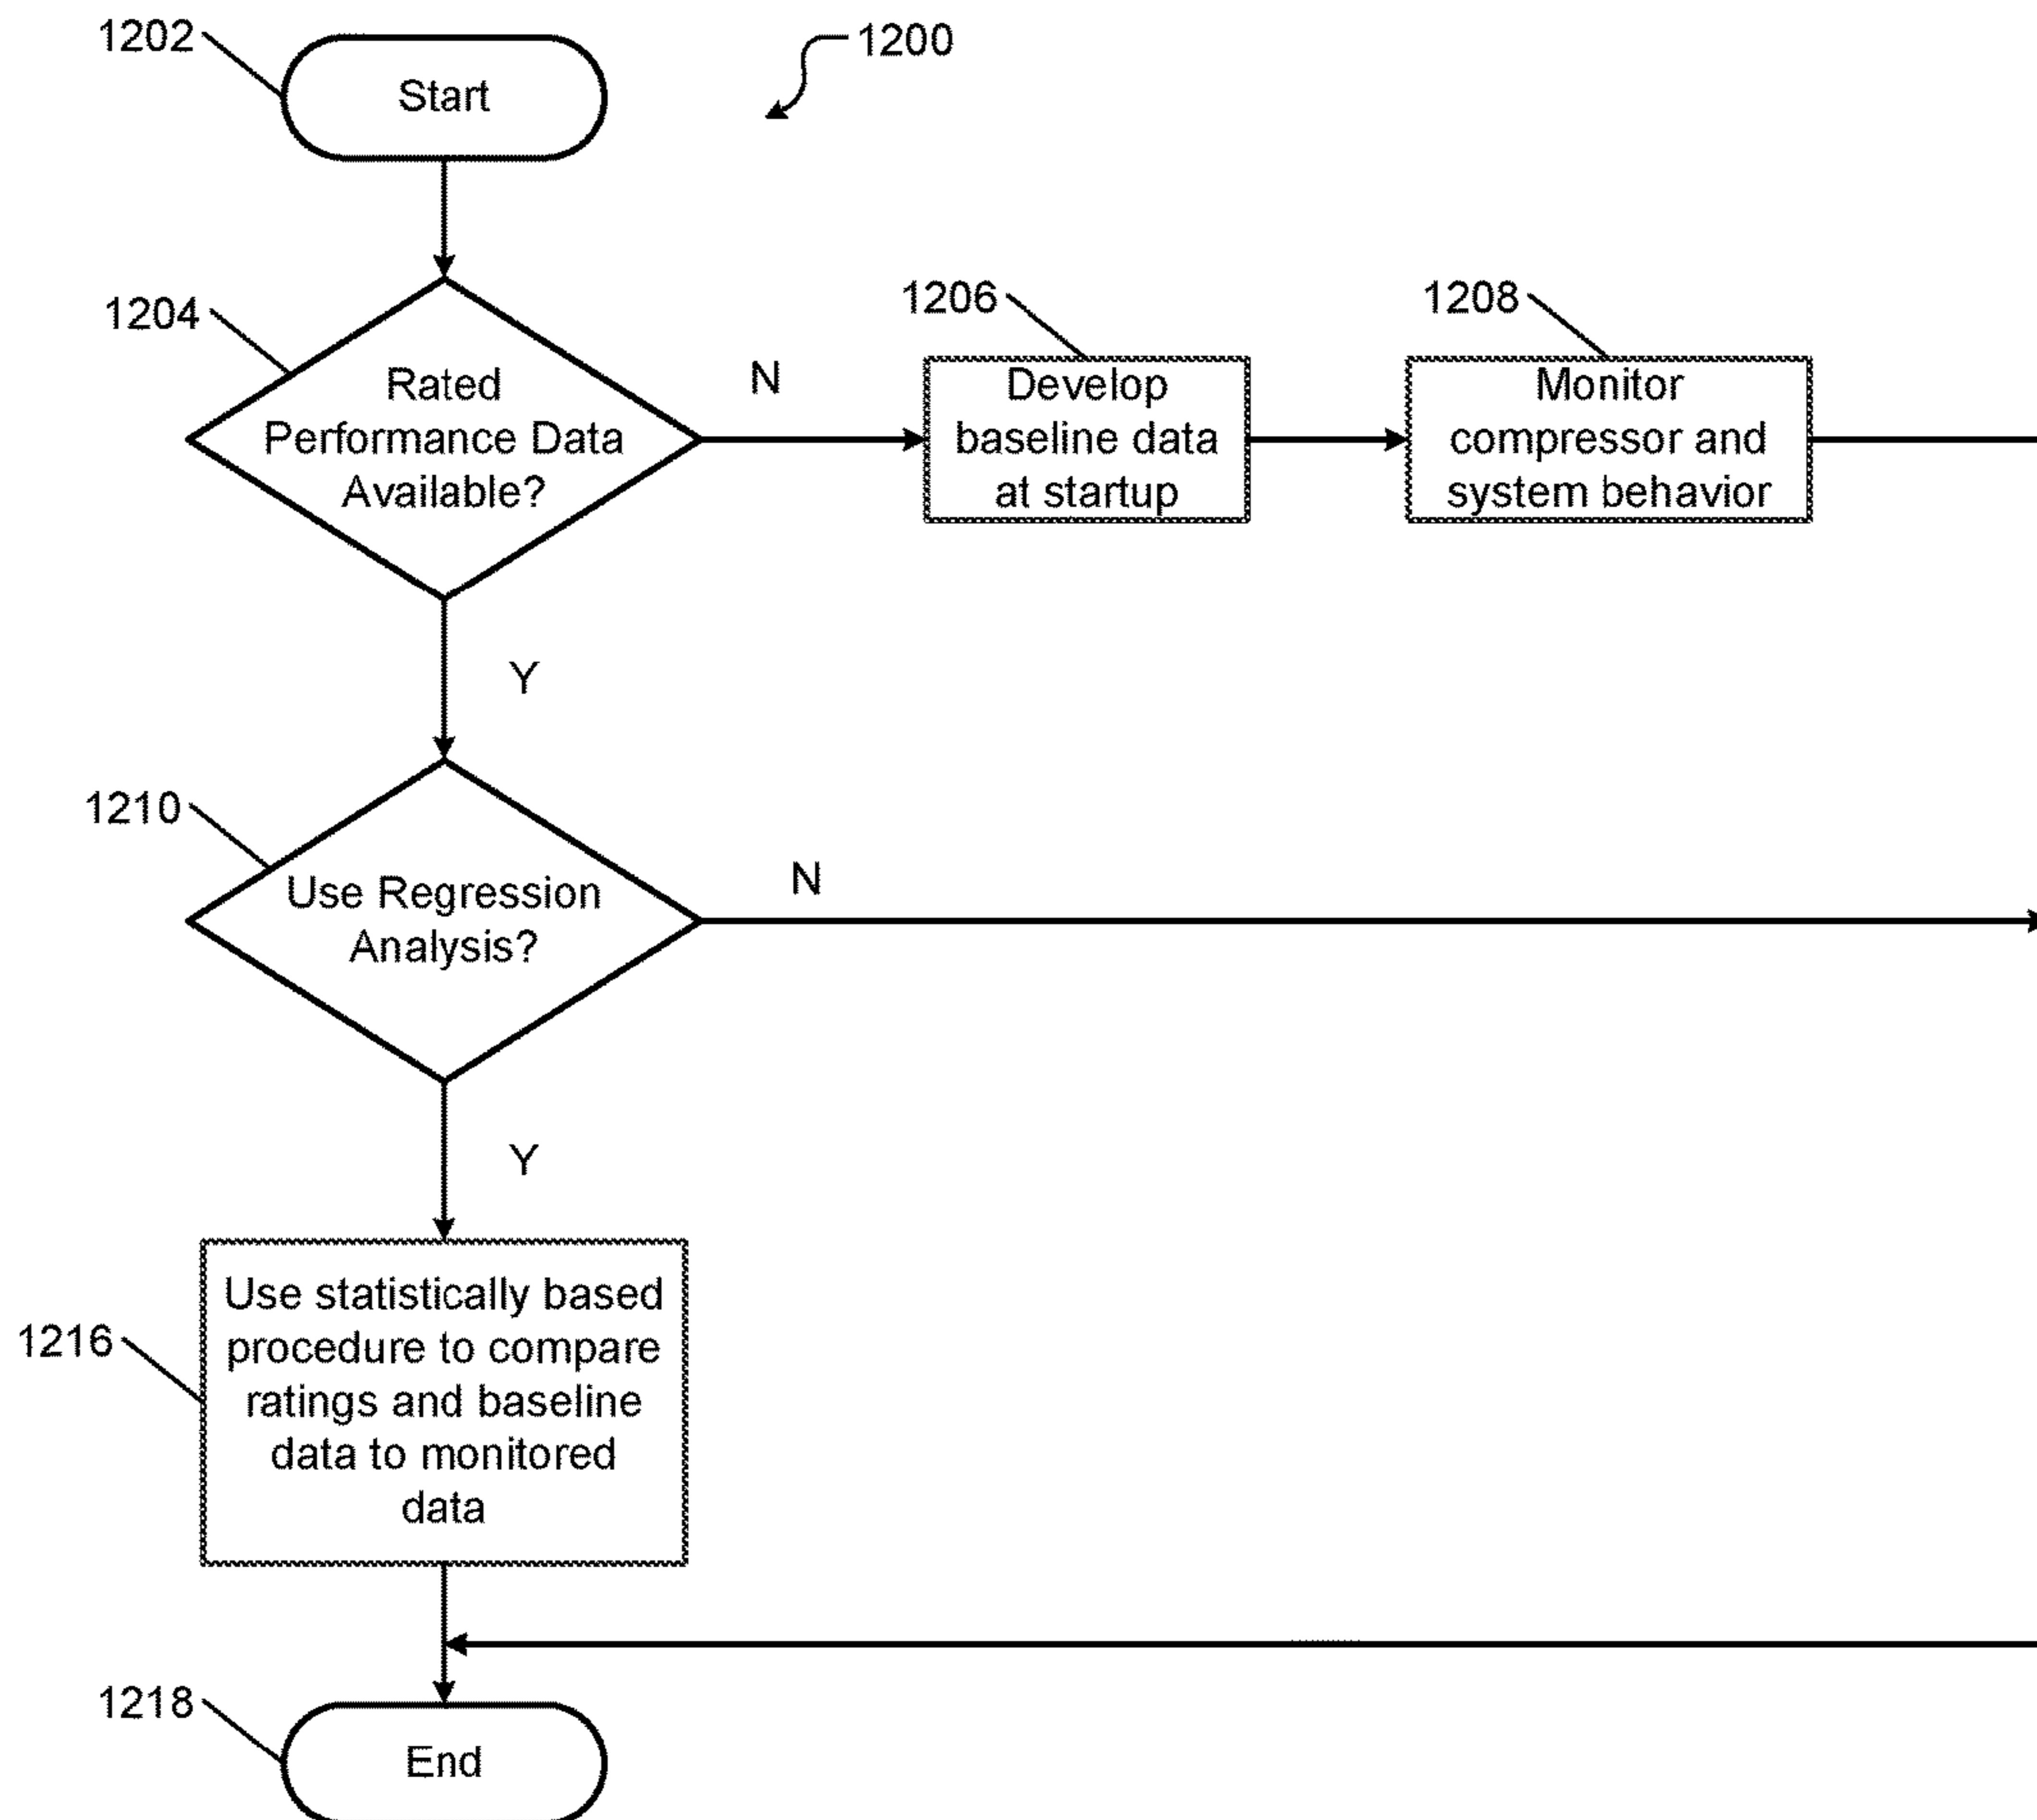 1202
Start
1200
1204
Rated
Performance Data
Available?
N
1206
Develop
baseline data
at startup
1208
Monitor
compressor and
system behavior
Y
1210
Use Regression
Analysis?
N
Y
1216
Use statistically based
procedure to compare
ratings and baseline
data to monitored
data
1218
End